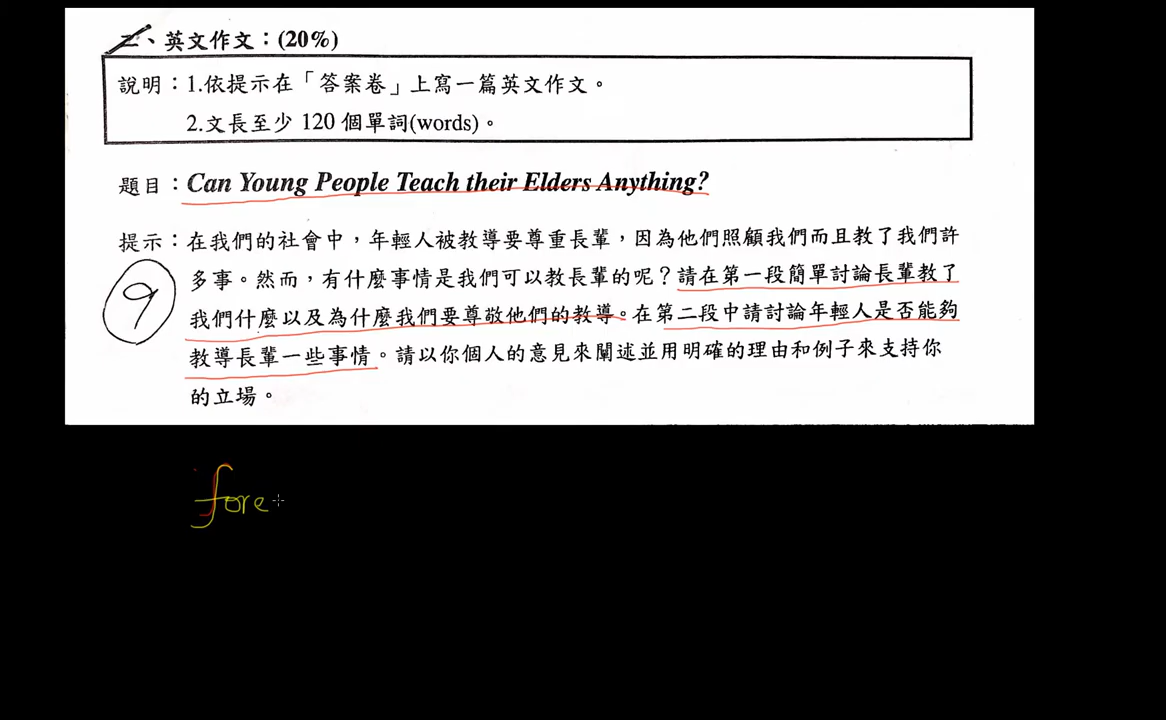 二、英文作文：(20%)
說明：1.依提示在「答案卷」上寫一篇英文作文。
2.文長至少 120 個單詞(words)。
題目：Can Young People Teach their Elders Anything?
提示：在我們的社會中，年輕人被教導要尊重長輩，因為他們照顧我們而且教了我們許
多事。然而，有什麼事情是我們可以教長輩的呢？請在第一段簡單討論長輩教了
我們什麼以及為什麼我們要尊敬他們的教導。在第二段中請討論年輕人是否能夠
教導長輩一些事情。請以你個人的意見來闡述並用明確的理由和例子來支持你
的立場。
9
fore